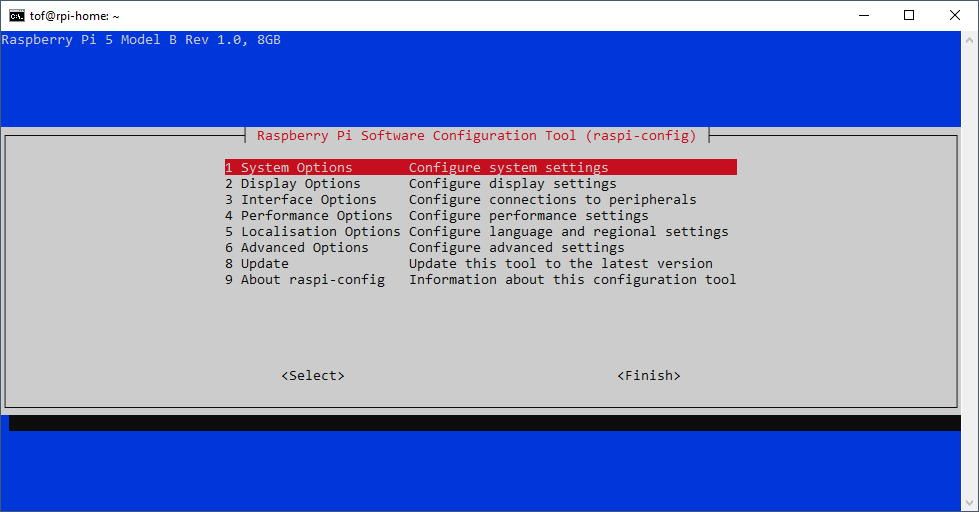 tof@rpi-home: ~
Raspberry Pi 5 Model B Rev 1.0, 8GB
Raspberry Pi Software Configuration Tool (raspi-config)
1 System Options Configure system settings
2 Display Options Configure display settings
3 Interface Options Configure connections to peripherals
4 Performance Options Configure performance settings
5 Localisation Options Configure language and regional settings
6 Advanced Options Configure advanced settings
8 Update Update this tool to the latest version
9 About raspi-config Information about this configuration tool
<Select> <Finish>